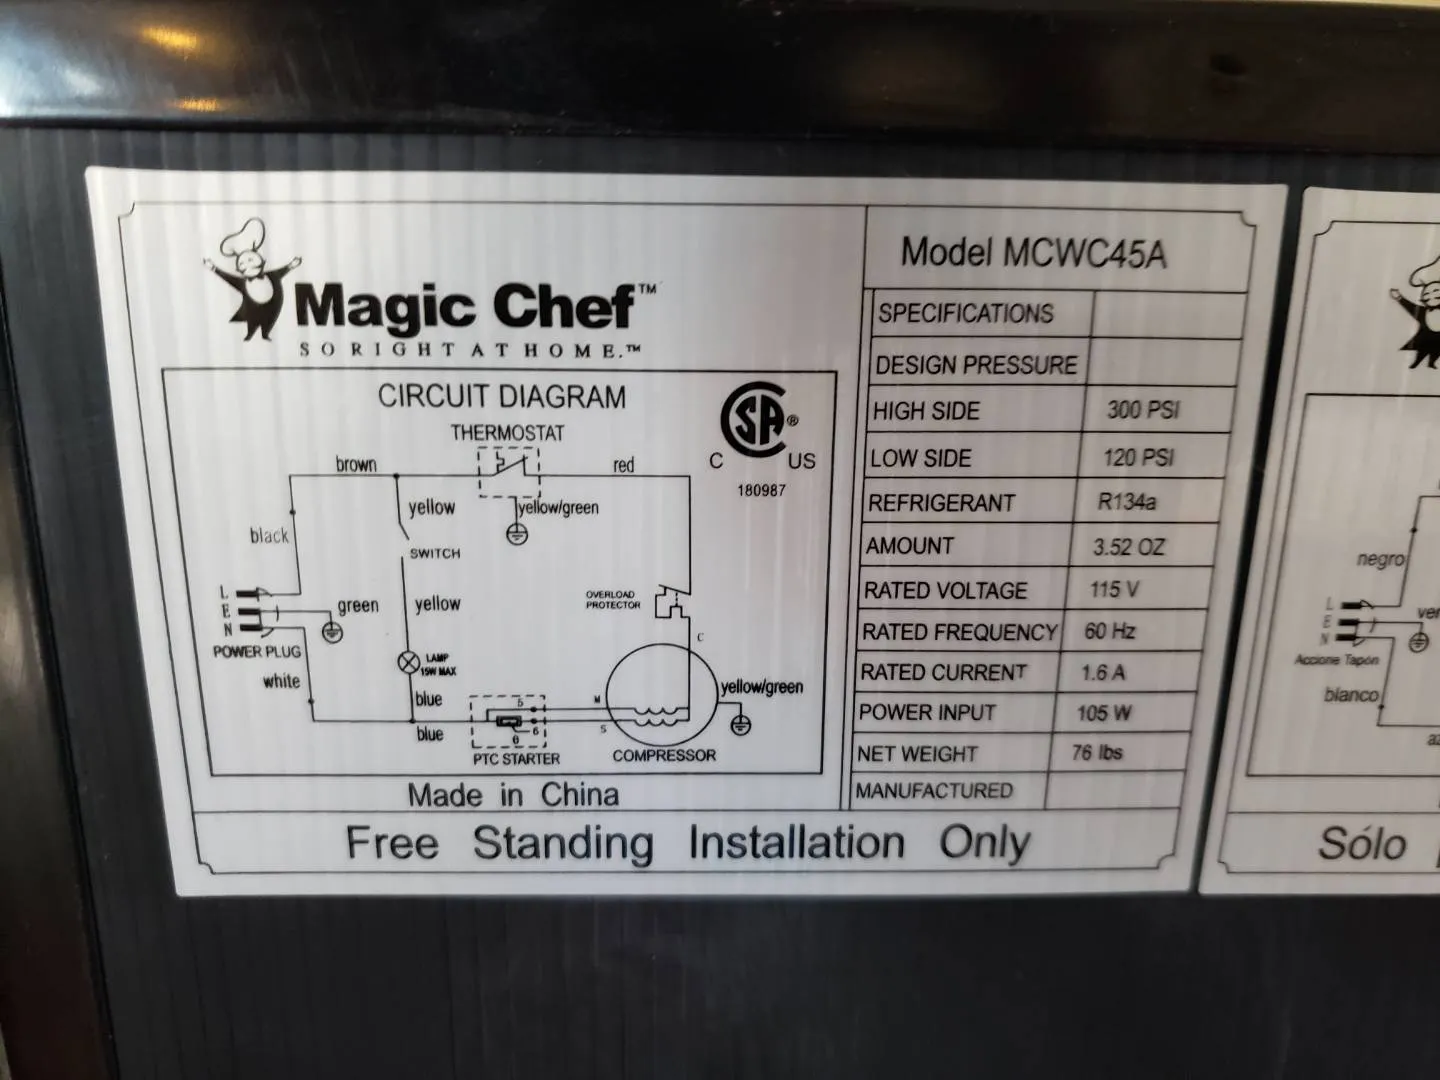 Magic Chef™
SO RIGHT AT HOME.™
CIRCUIT DIAGRAM
THERMOSTAT
brown
red
yellow
yellow/green
black
SWITCH
L
E
N
green
yellow
POWER PLUG
white
LAMP
15W MAX
blue
blue
OVERLOAD
PROTECTOR
C
M
S
5
6
PTC STARTER
COMPRESSOR
yellow/green
SA®
C US
180987
Made in China
Model MCWC45A
SPECIFICATIONS
DESIGN PRESSURE
HIGH SIDE 300 PSI
LOW SIDE 120 PSI
REFRIGERANT R134a
AMOUNT 3.52 OZ
RATED VOLTAGE 115 V
RATED FREQUENCY 60 Hz
RATED CURRENT 1.6 A
POWER INPUT 105 W
NET WEIGHT 76 lbs
MANUFACTURED
Free Standing Installation Only
negro
L
E
N
ver
Accione Tapón
blanco
az
Sólo